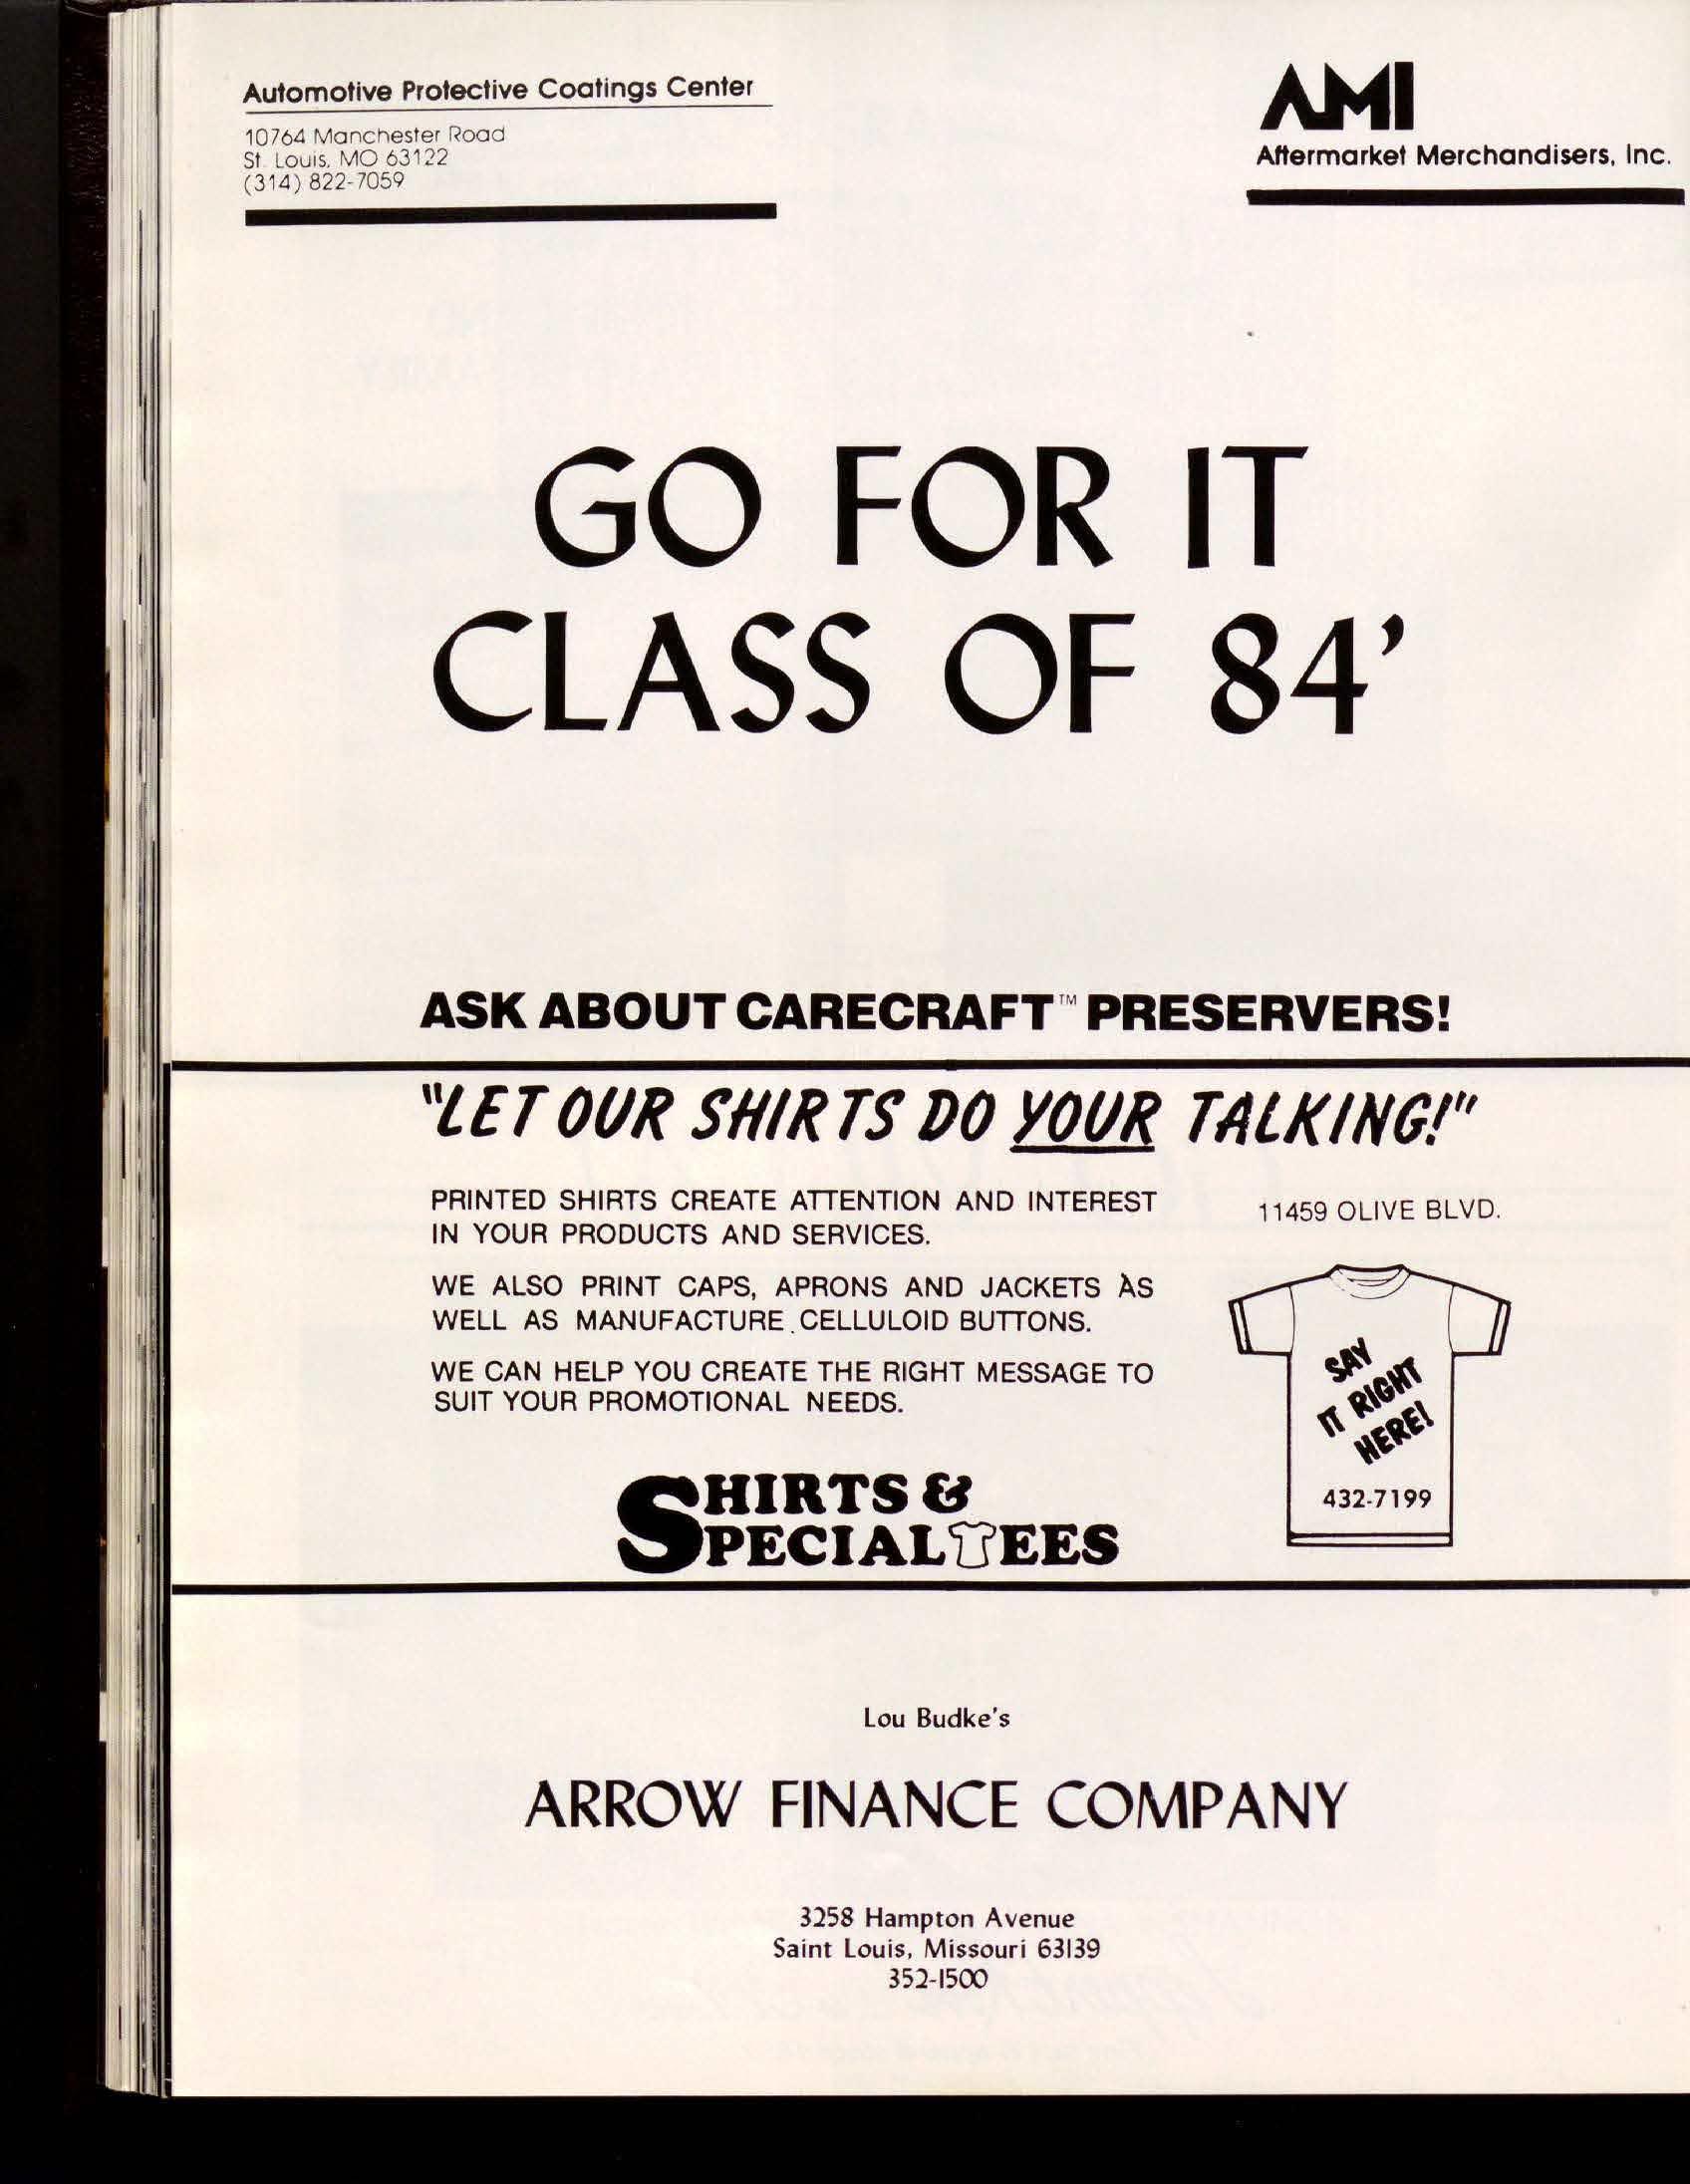 Automotive Protective Coatings Center
10764 Manchester Road
St. Louis, MO 63122
(314) 822-7059
AMI
Aftermarket Merchandisers, Inc.
GO FOR IT
CLASS OF 84'
ASK ABOUT CARECRAFT™ PRESERVERS!
"LET OUR SHIRTS DO YOUR TALKING!"
PRINTED SHIRTS CREATE ATTENTION AND INTEREST
IN YOUR PRODUCTS AND SERVICES.
WE ALSO PRINT CAPS, APRONS AND JACKETS AS
WELL AS MANUFACTURE CELLULOID BUTTONS.
WE CAN HELP YOU CREATE THE RIGHT MESSAGE TO
SUIT YOUR PROMOTIONAL NEEDS.
11459 OLIVE BLVD.
SAY
IT RIGHT
HERE!
432-7199
SHIRTS &
SPECIALTEES
Lou Budke's
ARROW FINANCE COMPANY
3258 Hampton Avenue
Saint Louis, Missouri 63139
352-1500